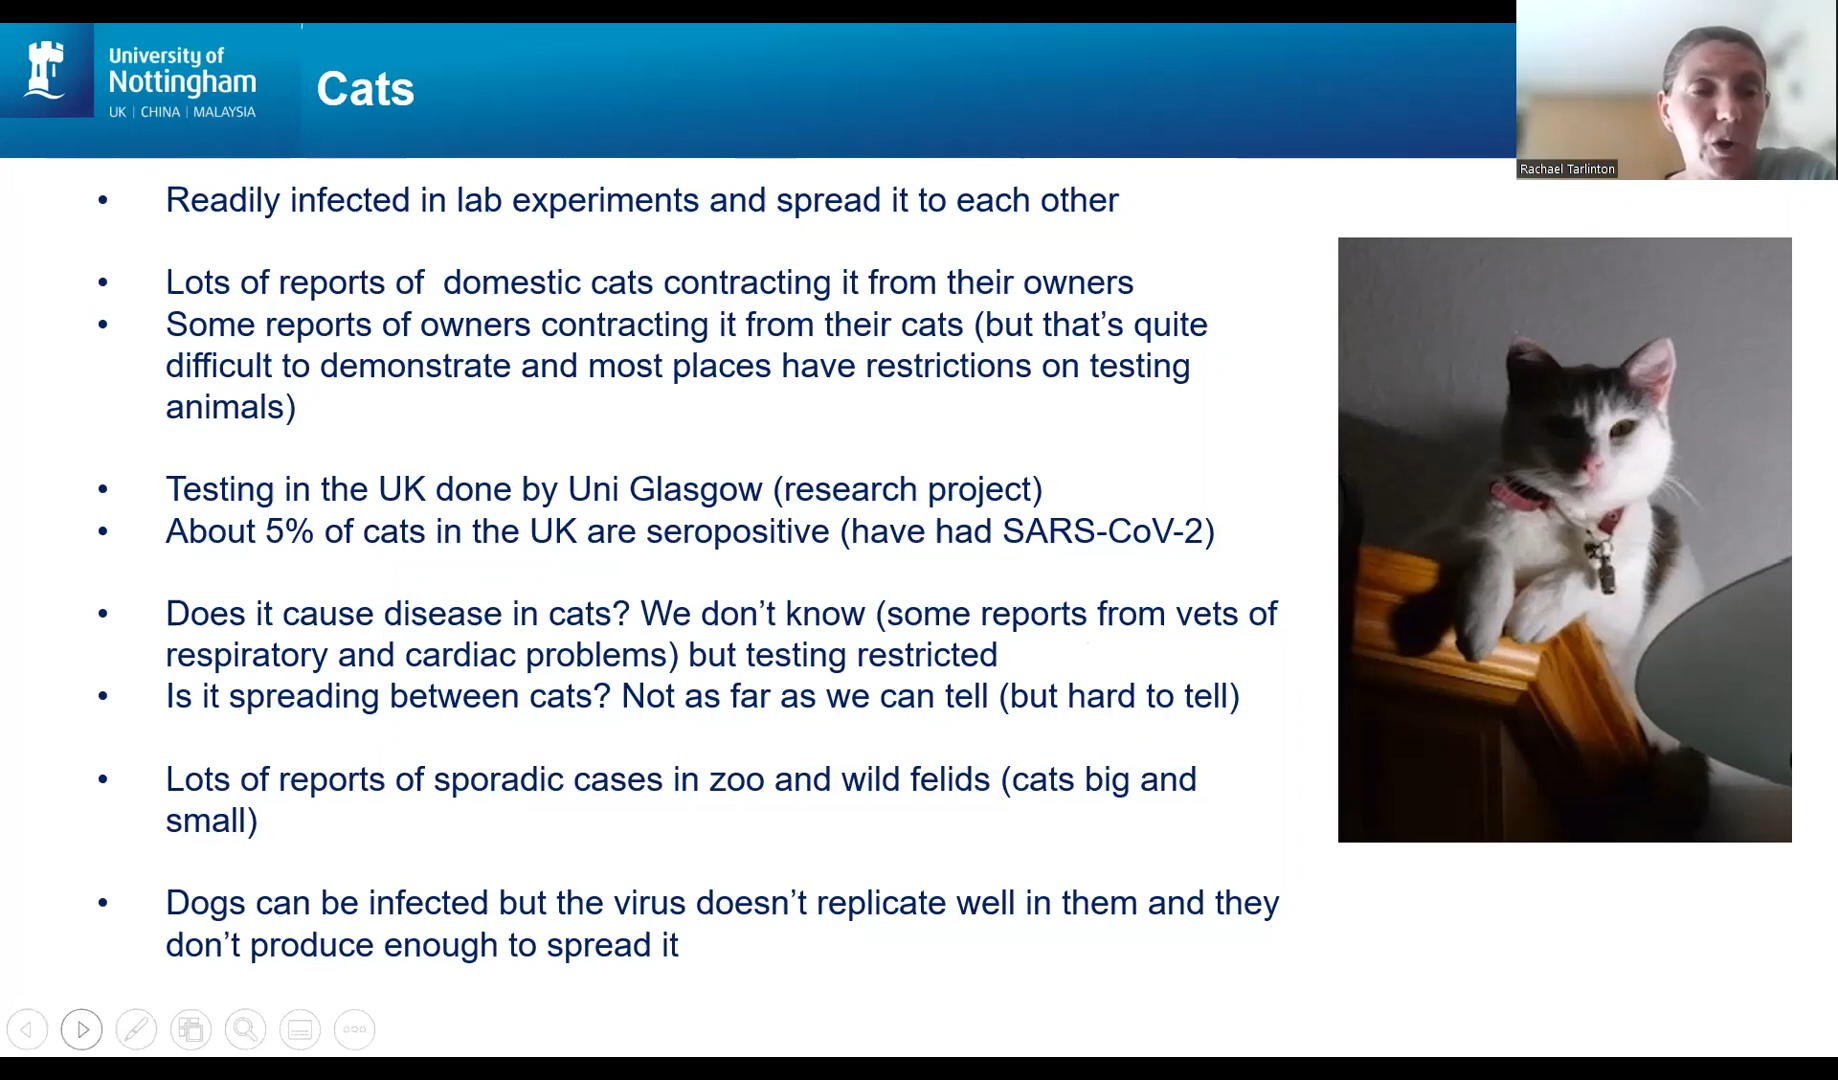 University of
Nottingham
UK | CHINA | MALAYSIA
Cats
Rachael Tarlinton
• Readily infected in lab experiments and spread it to each other
• Lots of reports of  domestic cats contracting it from their owners
• Some reports of owners contracting it from their cats (but that’s quite
difficult to demonstrate and most places have restrictions on testing
animals)
• Testing in the UK done by Uni Glasgow (research project)
• About 5% of cats in the UK are seropositive (have had SARS-CoV-2)
• Does it cause disease in cats? We don’t know (some reports from vets of
respiratory and cardiac problems) but testing restricted
• Is it spreading between cats? Not as far as we can tell (but hard to tell)
• Lots of reports of sporadic cases in zoo and wild felids (cats big and
small)
• Dogs can be infected but the virus doesn’t replicate well in them and they
don’t produce enough to spread it